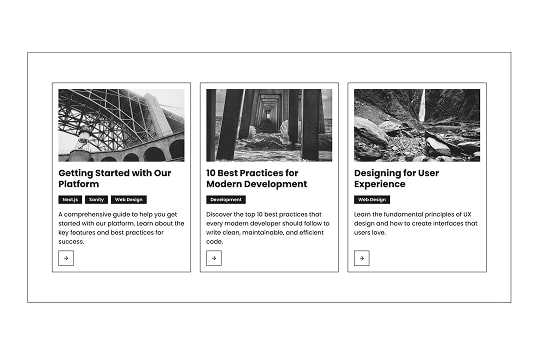 Getting Started with Our
Platform
Next.js Sanity Web Design
A comprehensive guide to help you get
started with our platform. Learn about the
key features and best practices for
success.
10 Best Practices for
Modern Development
Development
Discover the top 10 best practices that
every modern developer should follow to
write clean, maintainable, and efficient
code.
Designing for User
Experience
Web Design
Learn the fundamental principles of UX
design and how to create interfaces that
users love.